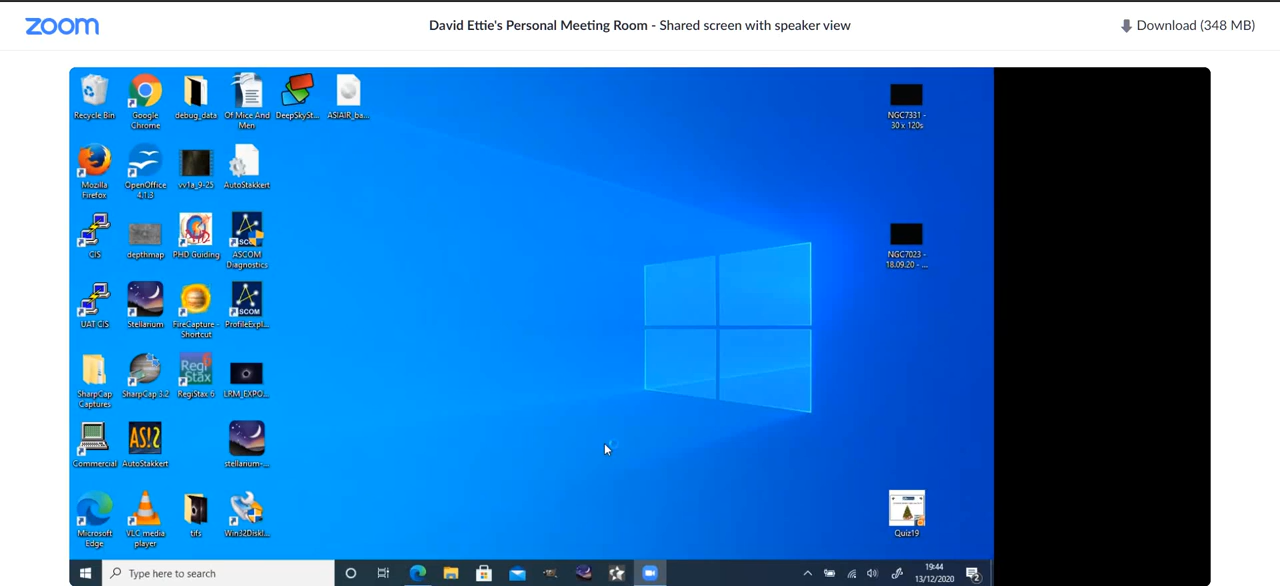 zoom
David Ettie's Personal Meeting Room - Shared screen with speaker view
Download (348 MB)
Recycle Bin
Google
Chrome
debug_data
Of Mice And
Men
DeepSkySt...
ASIAIR_ba...
NGC7331 -
30 x 120s
Mozilla
Firefox
OpenOffice
4.1.3
vv1a_9-25
AutoStakkert
CIS
depthmap
PHD Guiding
ASCOM
Diagnostics
NGC7023 -
18.09.20 - ...
UAT CIS
Stellarium
FireCapture -
Shortcut
ProfileExpl...
SharpCap
Captures
SharpCap 3.2
RegiStax 6
LRM_EXPO...
Commercial
AutoStakkert
stellarium-...
Microsoft
Edge
VLC media
player
tifs
Win32DiskI...
Quiz19
Type here to search
19:44
13/12/2020
2